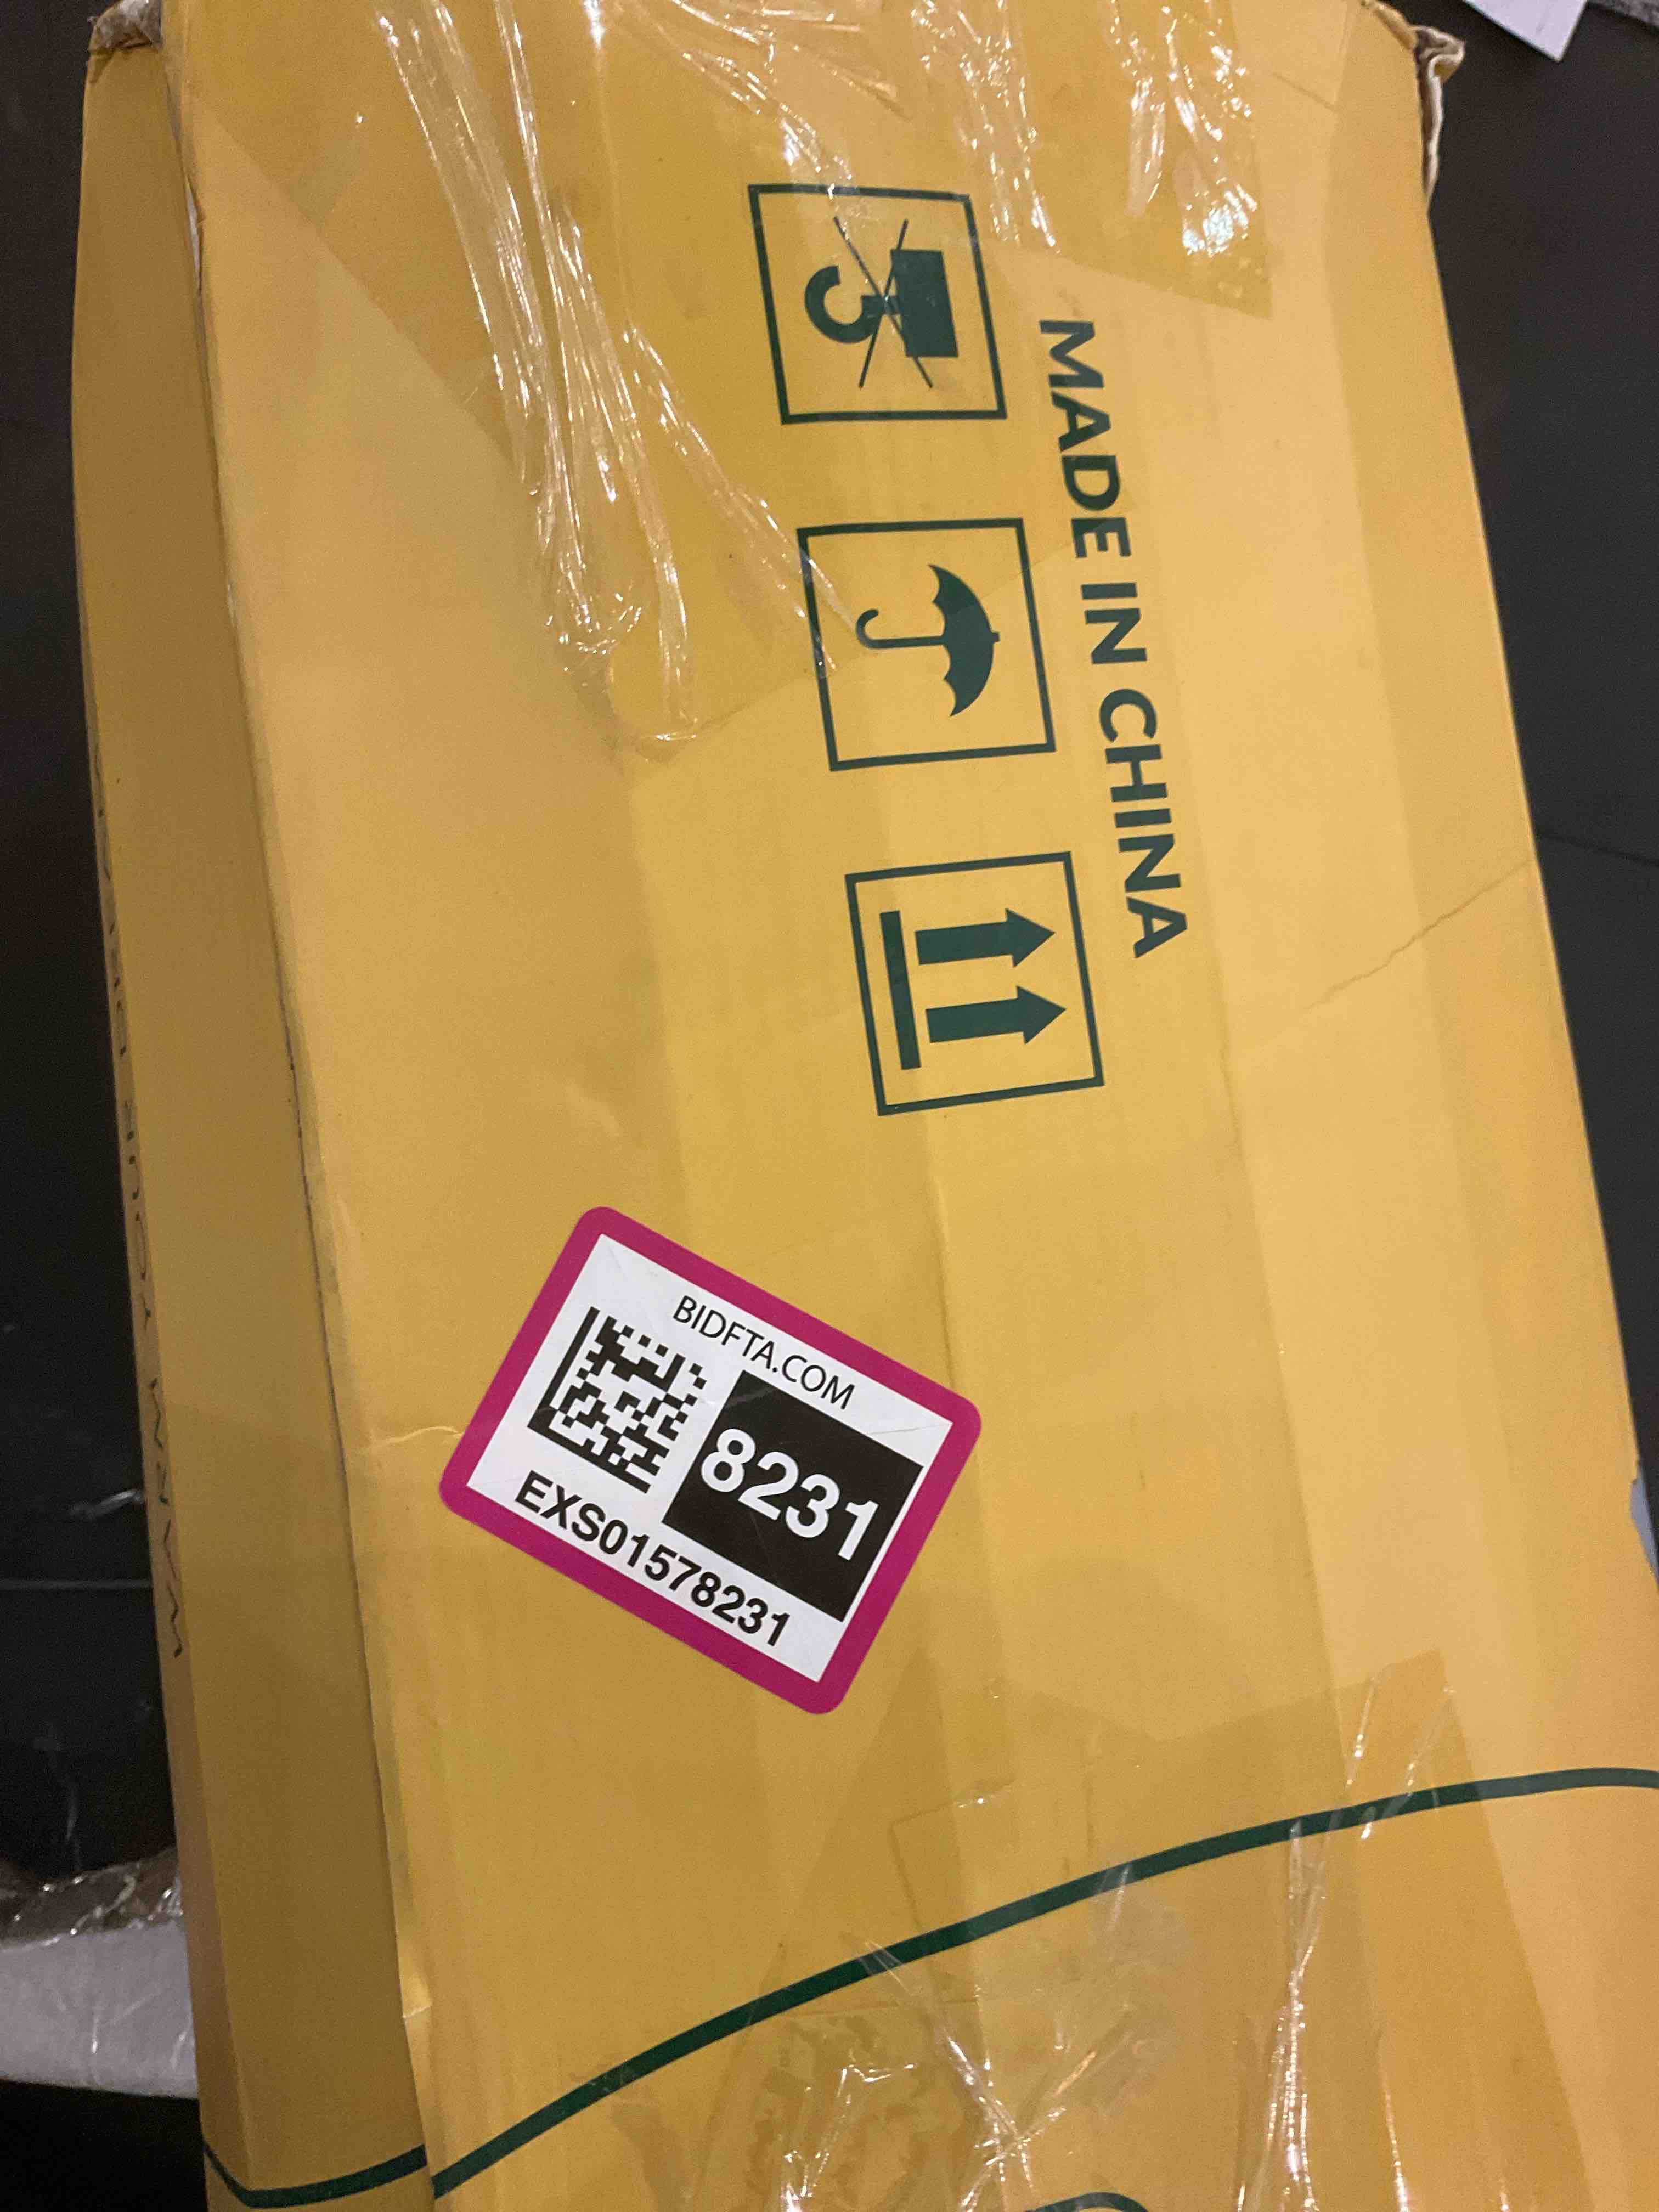 MADE IN CHINA
BIDFTA.COM
8231
EXS01578231